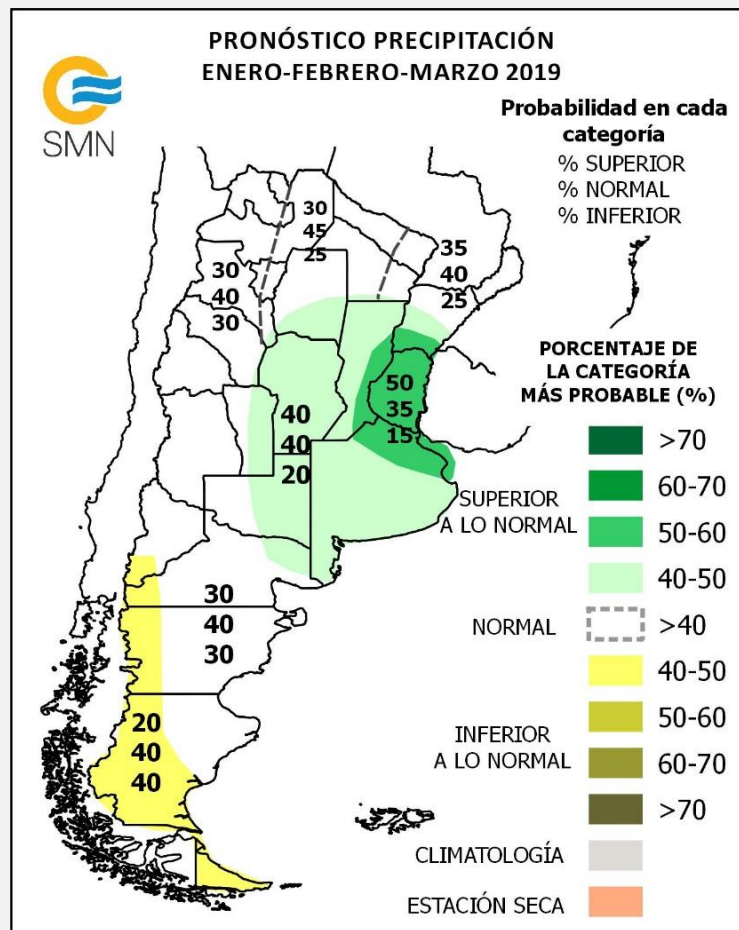 PRONÓSTICO PRECIPITACIÓN
ENERO-FEBRERO-MARZO 2019
SMN
Probabilidad en cada
categoría
% SUPERIOR
% NORMAL
% INFERIOR
30
45
25
35
40
25
30
40
30
50
35
15
40
40
20
30
40
30
20
40
40
PORCENTAJE DE
LA CATEGORÍA
MÁS PROBABLE (%)
>70
60-70
SUPERIOR
A LO NORMAL
50-60
40-50
NORMAL
>40
40-50
50-60
INFERIOR
A LO NORMAL
60-70
>70
CLIMATOLOGÍA
ESTACIÓN SECA